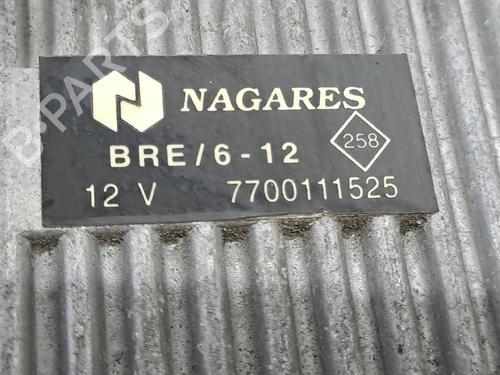 B-PARTS
NAGARES
BRE/6-12
258
12 V 7700111525